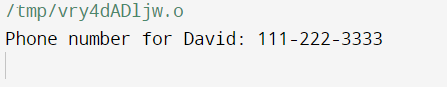 /tmp/vry4dADljw.o
Phone number for David: 111-222-3333